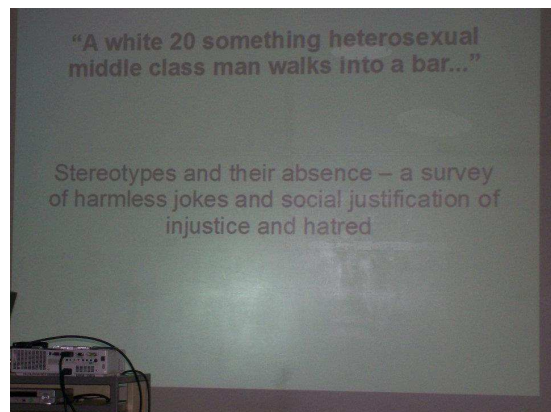 “A white 20 something heterosexual
middle class man walks into a bar...”
Stereotypes and their absence – a survey
of harmless jokes and social justification of
injustice and hatred